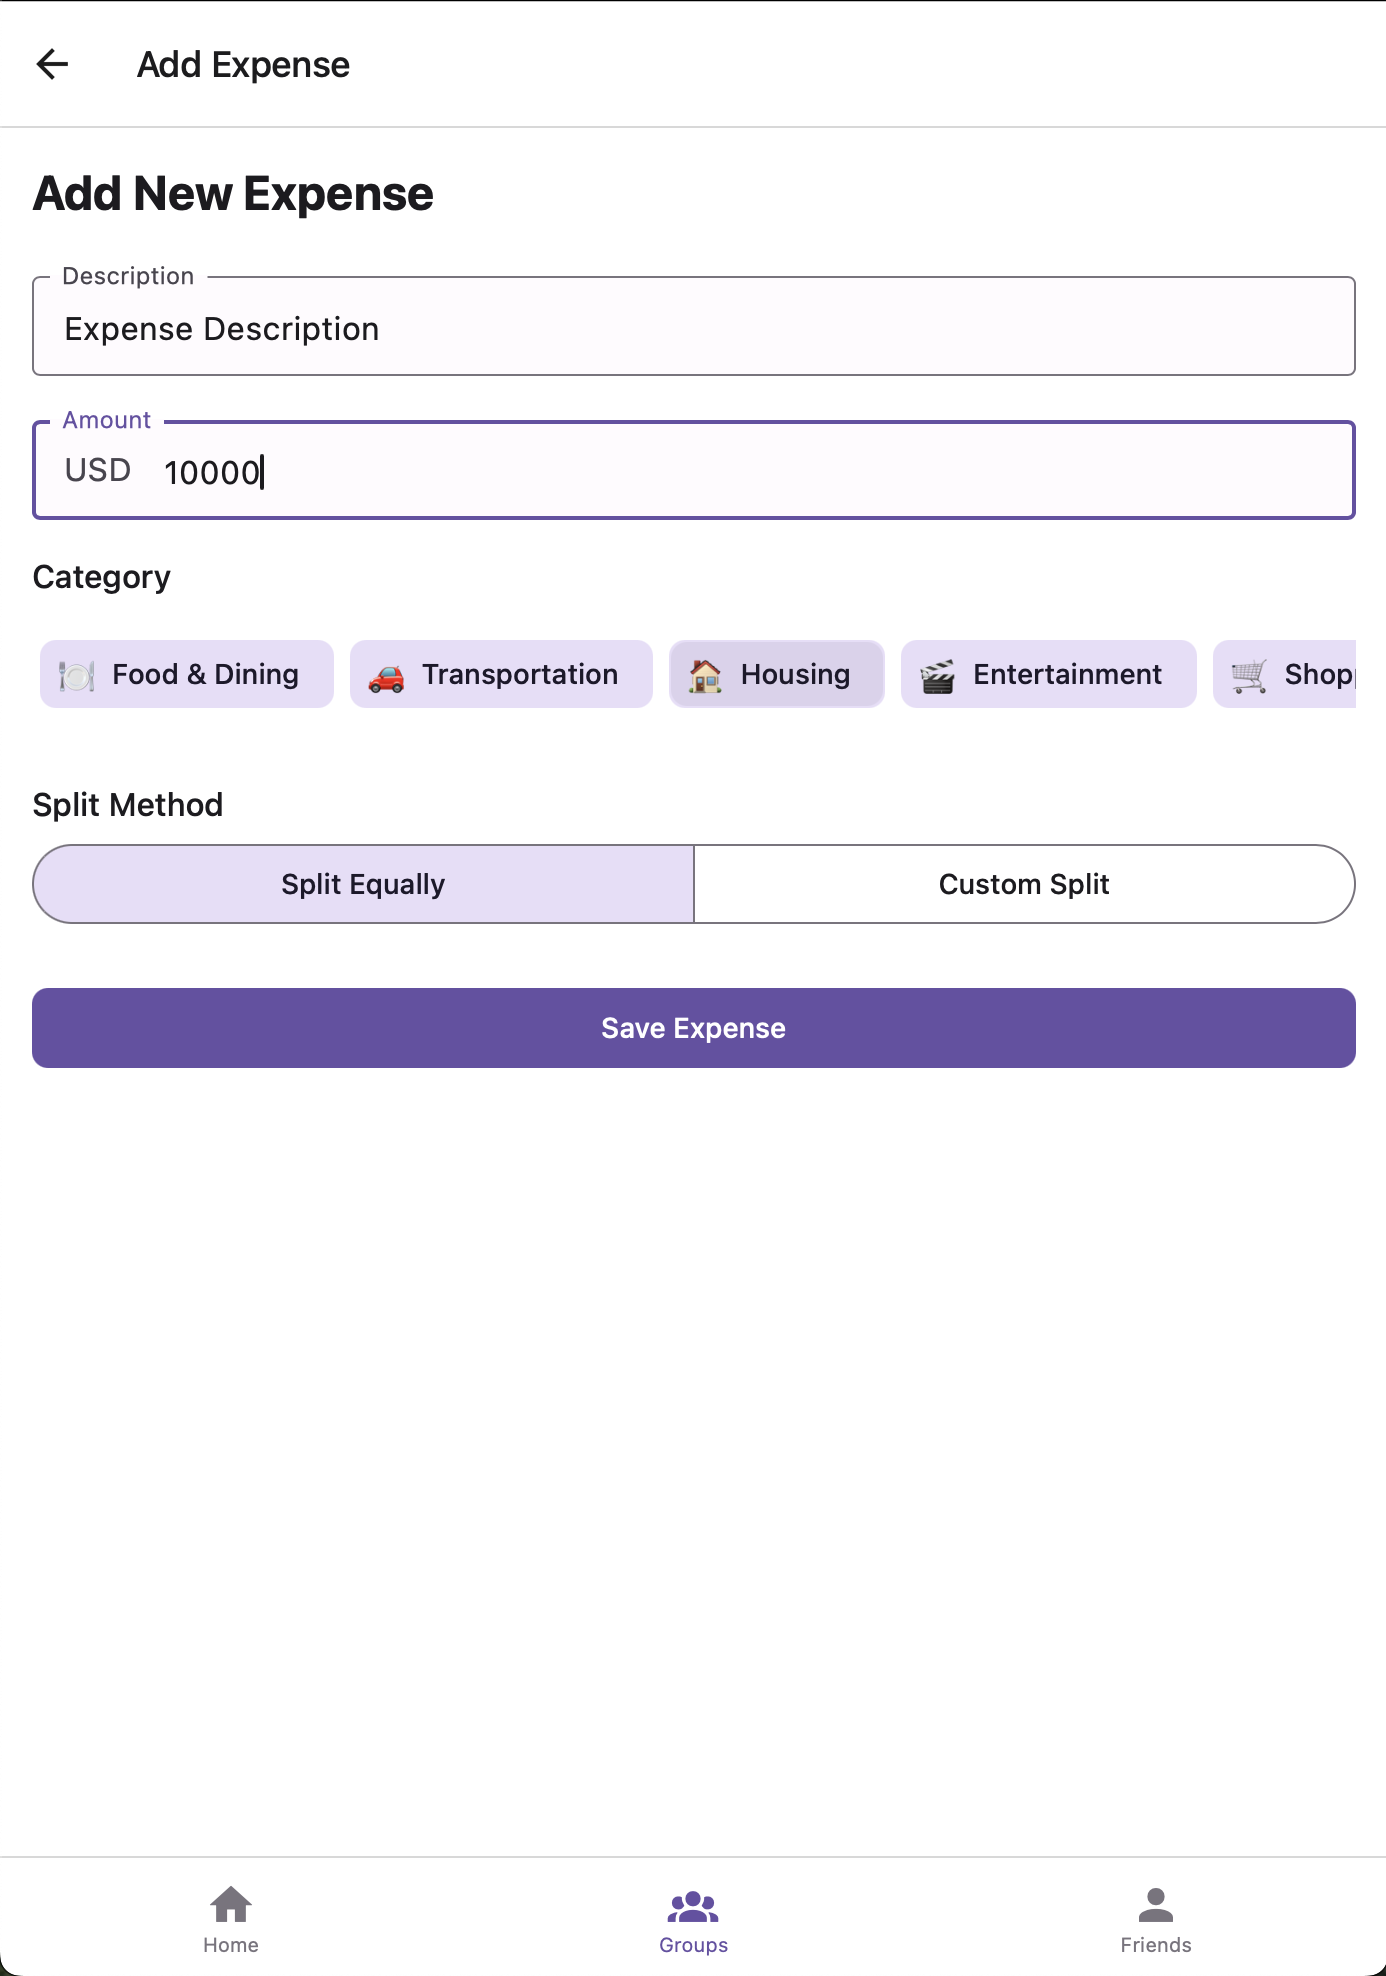 Add Expense
Add New Expense
Description
Expense Description
Amount
USD 10000
Category
Food & Dining Transportation Housing Entertainment Shop
Split Method
Split Equally Custom Split
Save Expense
Home Groups Friends